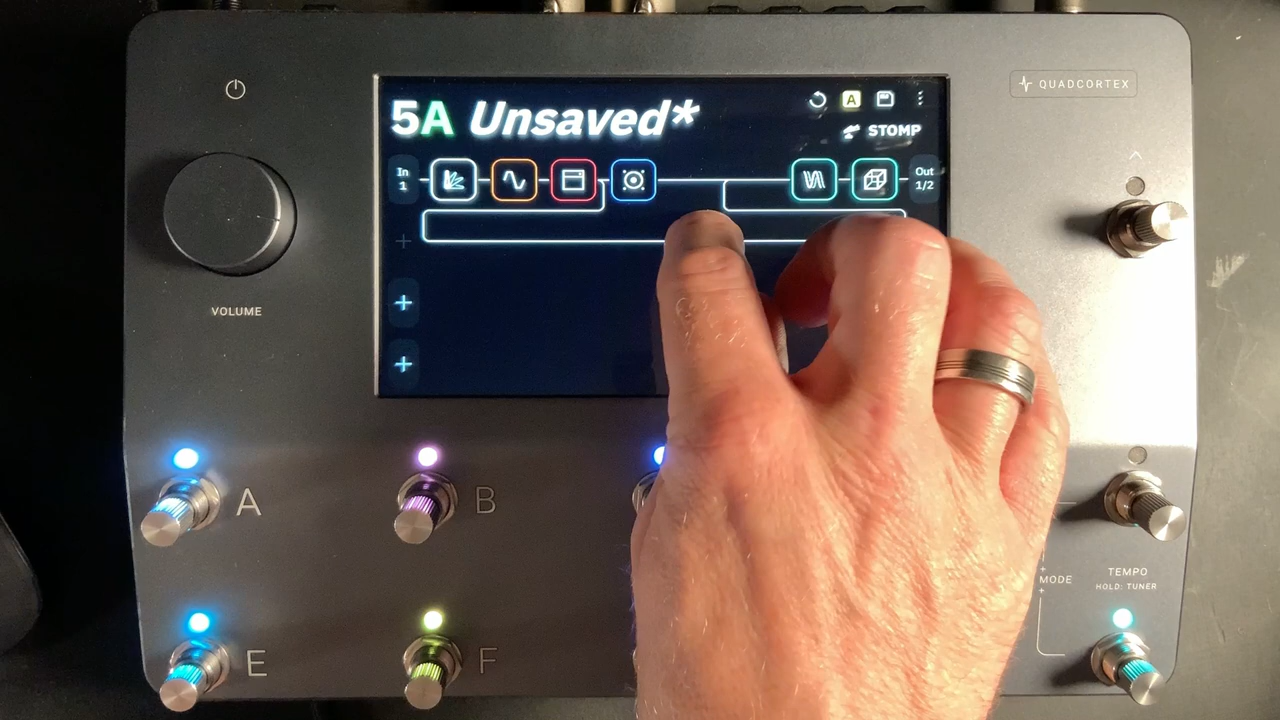 QUADCORTEX
5A Unsaved*
A
STOMP
In
1
Out
1/2
VOLUME
A
B
MODE
TEMPO
HOLD: TUNER
E
F